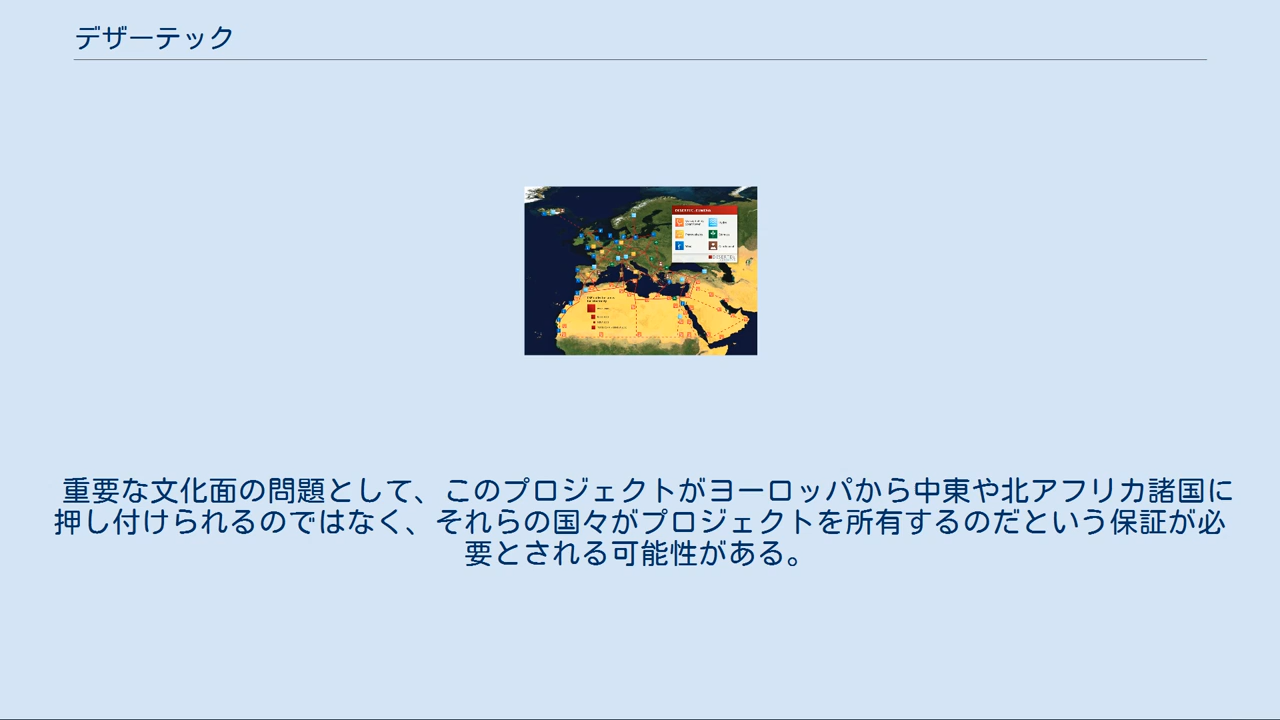 デザーテック
重要な文化面の問題として、このプロジェクトがヨーロッパから中東や北アフリカ諸国に
押し付けられるのではなく、それらの国々がプロジェクトを所有するのだという保証が必
要とされる可能性がある。